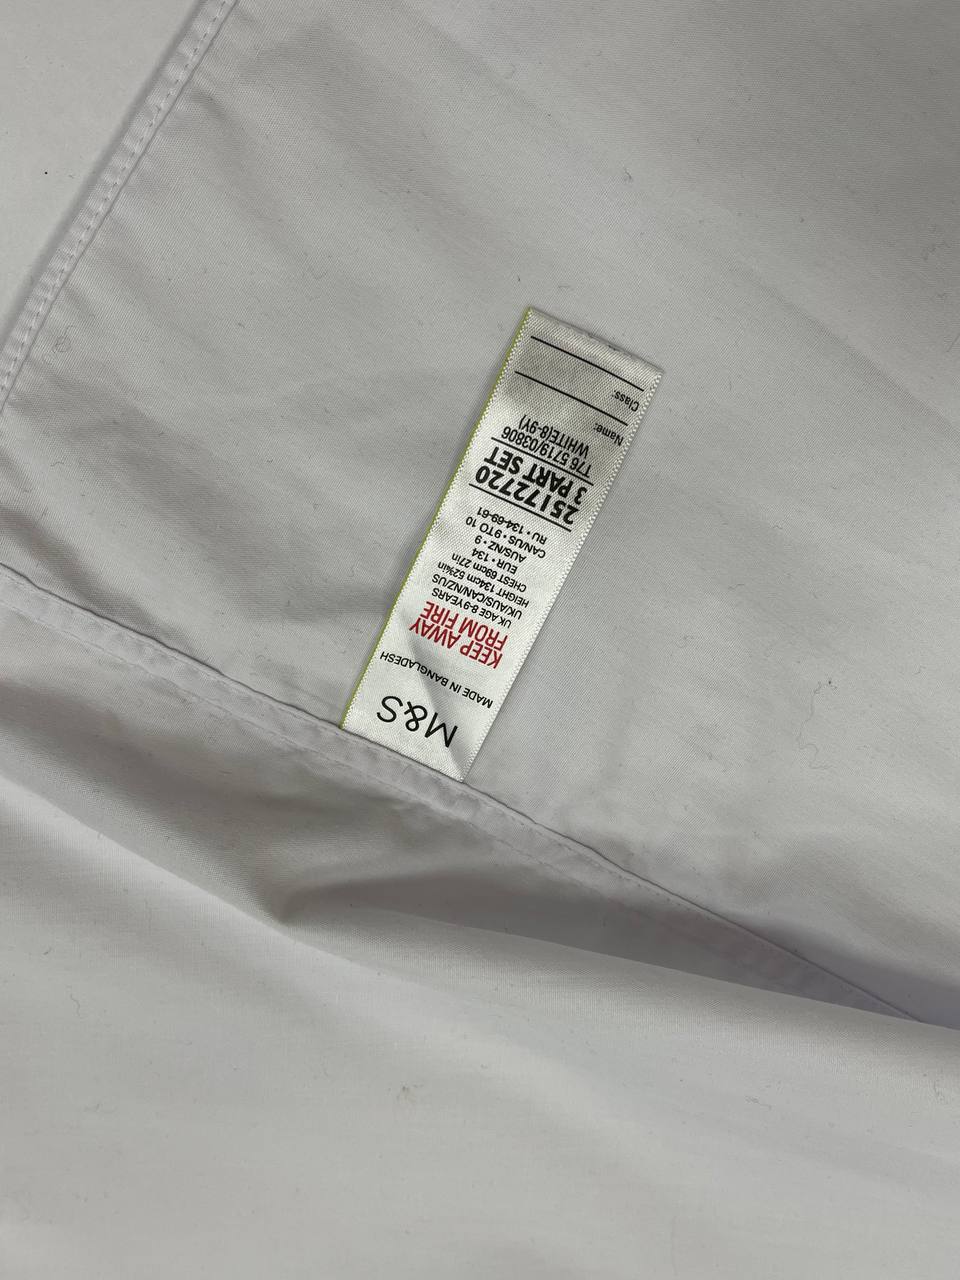 M&S
MADE IN BANGLADESH
KEEP AWAY
FROM FIRE
UK AGE 8-9 YEARS
UK/AUS/CAN/NZ/US
HEIGHT 134cm 52¾in
CHEST 69cm 27in
EUR • 134
AUS/NZ • 9
CAN/US • 9 TO 10
RU • 134-69-61
25172720
3 PART SET
T76 5719/03806
WHITE(8-9Y)
Name:
Class: